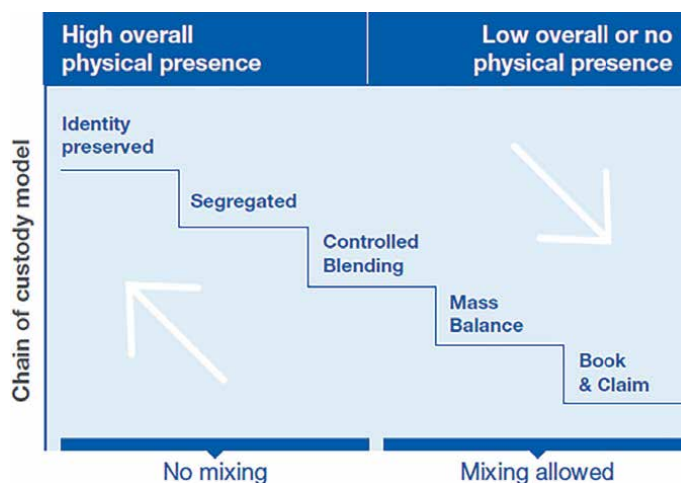 High overall
physical presence
Low overall or no
physical presence
Chain of custody model
Identity
preserved
Segregated
Controlled
Blending
Mass
Balance
Book
& Claim
No mixing
Mixing allowed